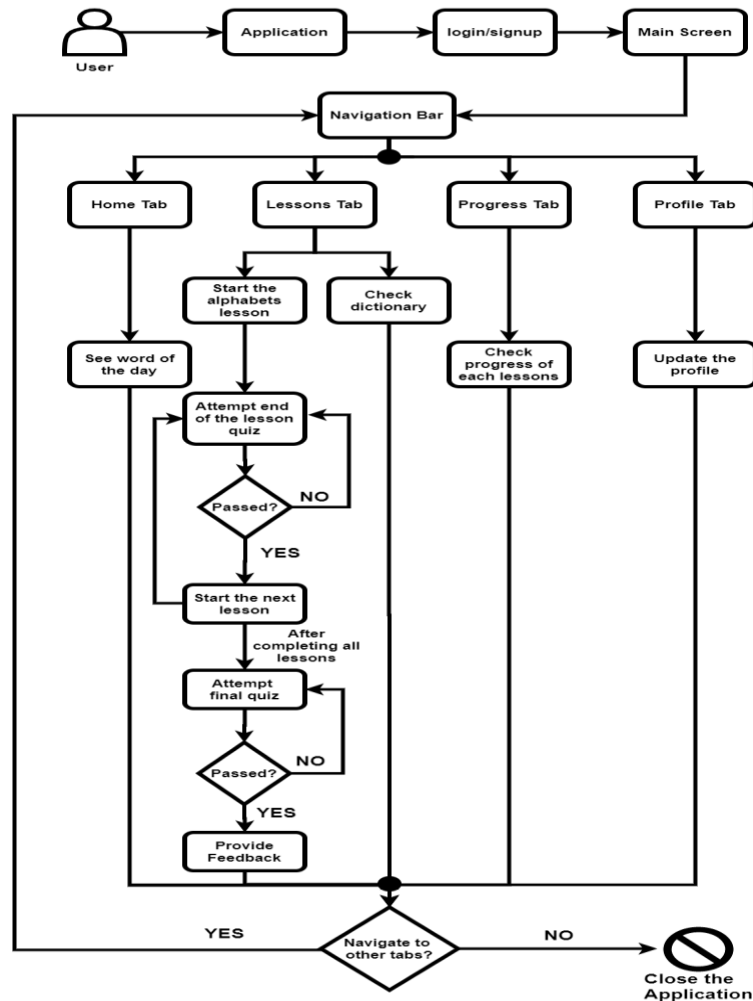 User
Application
login/signup
Main Screen
Navigation Bar
Home Tab
Lessons Tab
Progress Tab
Profile Tab
Start the
alphabets
lesson
Check
dictionary
See word of
the day
Check
progress of
each lessons
Update the
profile
Attempt end
of the lesson
quiz
Passed?
NO
YES
Start the next
lesson
After
completing all
lessons
Attempt
final quiz
Passed?
NO
YES
Provide
Feedback
Navigate to
other tabs?
YES
NO
Close the
Application